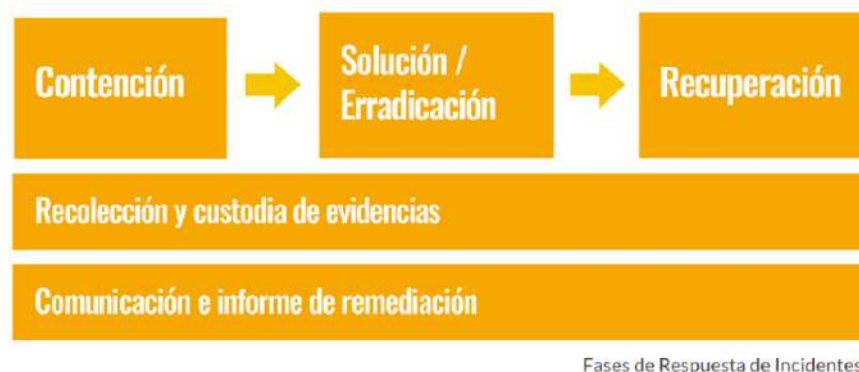 Contención
Solución /
Erradicación
Recuperación
Recolección y custodia de evidencias
Comunicación e informe de remediación
Fases de Respuesta de Incidentes